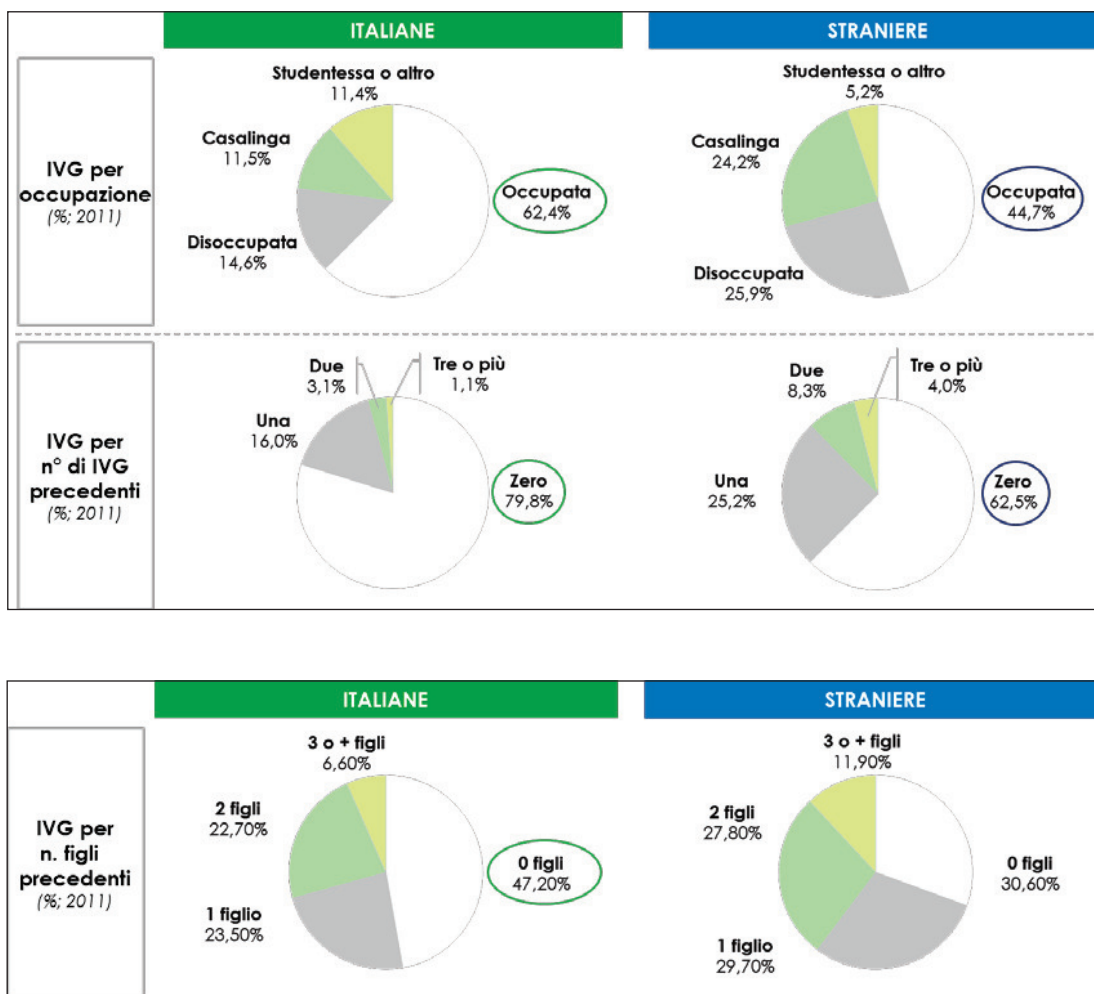 ITALIANE
STRANIERE
IVG per
occupazione
(%; 2011)
Studentessa o altro
11,4%
Casalinga
11,5%
Occupata
62,4%
Disoccupata
14,6%
Studentessa o altro
5,2%
Casalinga
24,2%
Occupata
44,7%
Disoccupata
25,9%
IVG per
n° di IVG
precedenti
(%; 2011)
Due
3,1%
Tre o più
1,1%
Una
16,0%
Zero
79,8%
Due
8,3%
Tre o più
4,0%
Una
25,2%
Zero
62,5%
ITALIANE
STRANIERE
IVG per
n. figli
precedenti
(%; 2011)
3 o + figli
6,60%
2 figli
22,70%
0 figli
47,20%
1 figlio
23,50%
3 o + figli
11,90%
2 figli
27,80%
0 figli
30,60%
1 figlio
29,70%